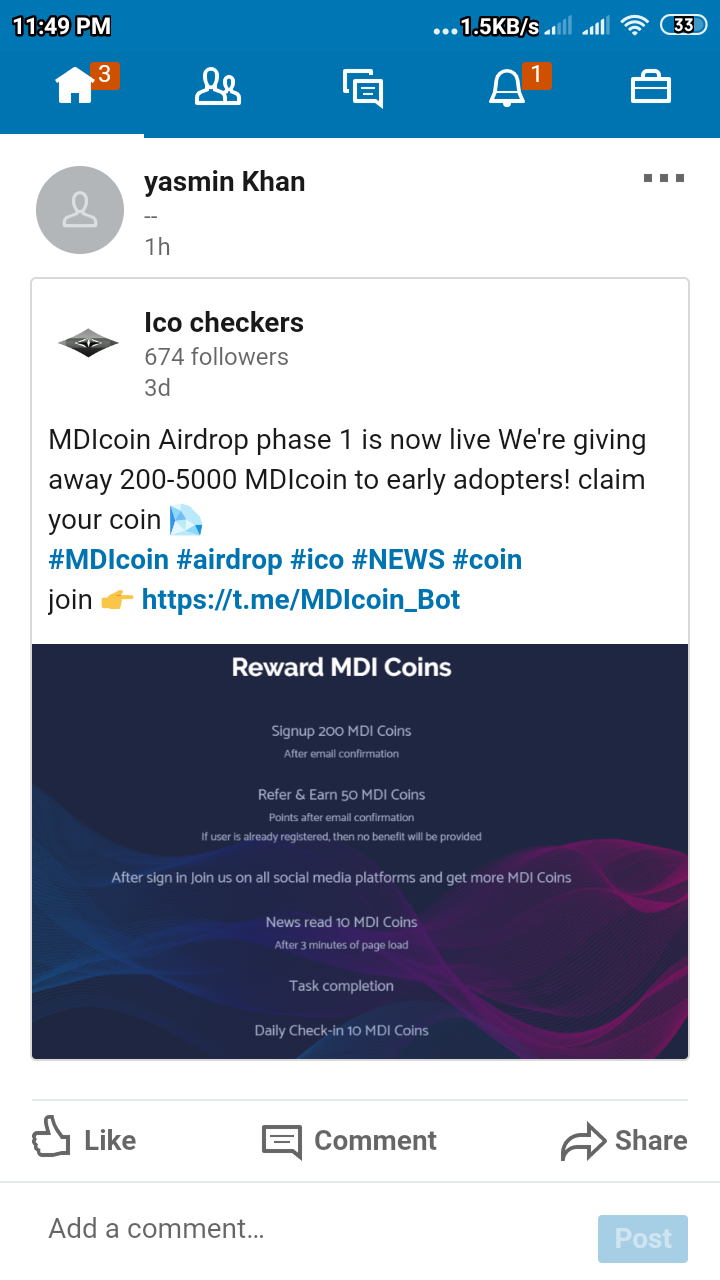 11:49 PM
...1.5KB/s
33
3
1
yasmin Khan
--
1h
Ico checkers
674 followers
3d
MDIcoin Airdrop phase 1 is now live We're giving
away 200-5000 MDIcoin to early adopters! claim
your coin
#MDIcoin #airdrop #ico #NEWS #coin
join 👉 https://t.me/MDIcoin_Bot
Reward MDI Coins
Signup 200 MDI Coins
After email confirmation
Refer & Earn 50 MDI Coins
Points after email confirmation
If user is already registered, then no benefit will be provided
After sign in Join us on all social media platforms and get more MDI Coins
News read 10 MDI Coins
After 3 minutes of page load
Task completion
Daily Check-in 10 MDI Coins
Like
Comment
Share
Add a comment...
Post